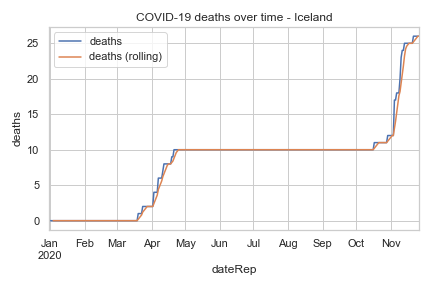 COVID-19 deaths over time - Iceland
deaths
deaths (rolling)
25
20
15
10
5
0
deaths
Jan Feb Mar Apr May Jun Jul Aug Sep Oct Nov
2020
dateRep